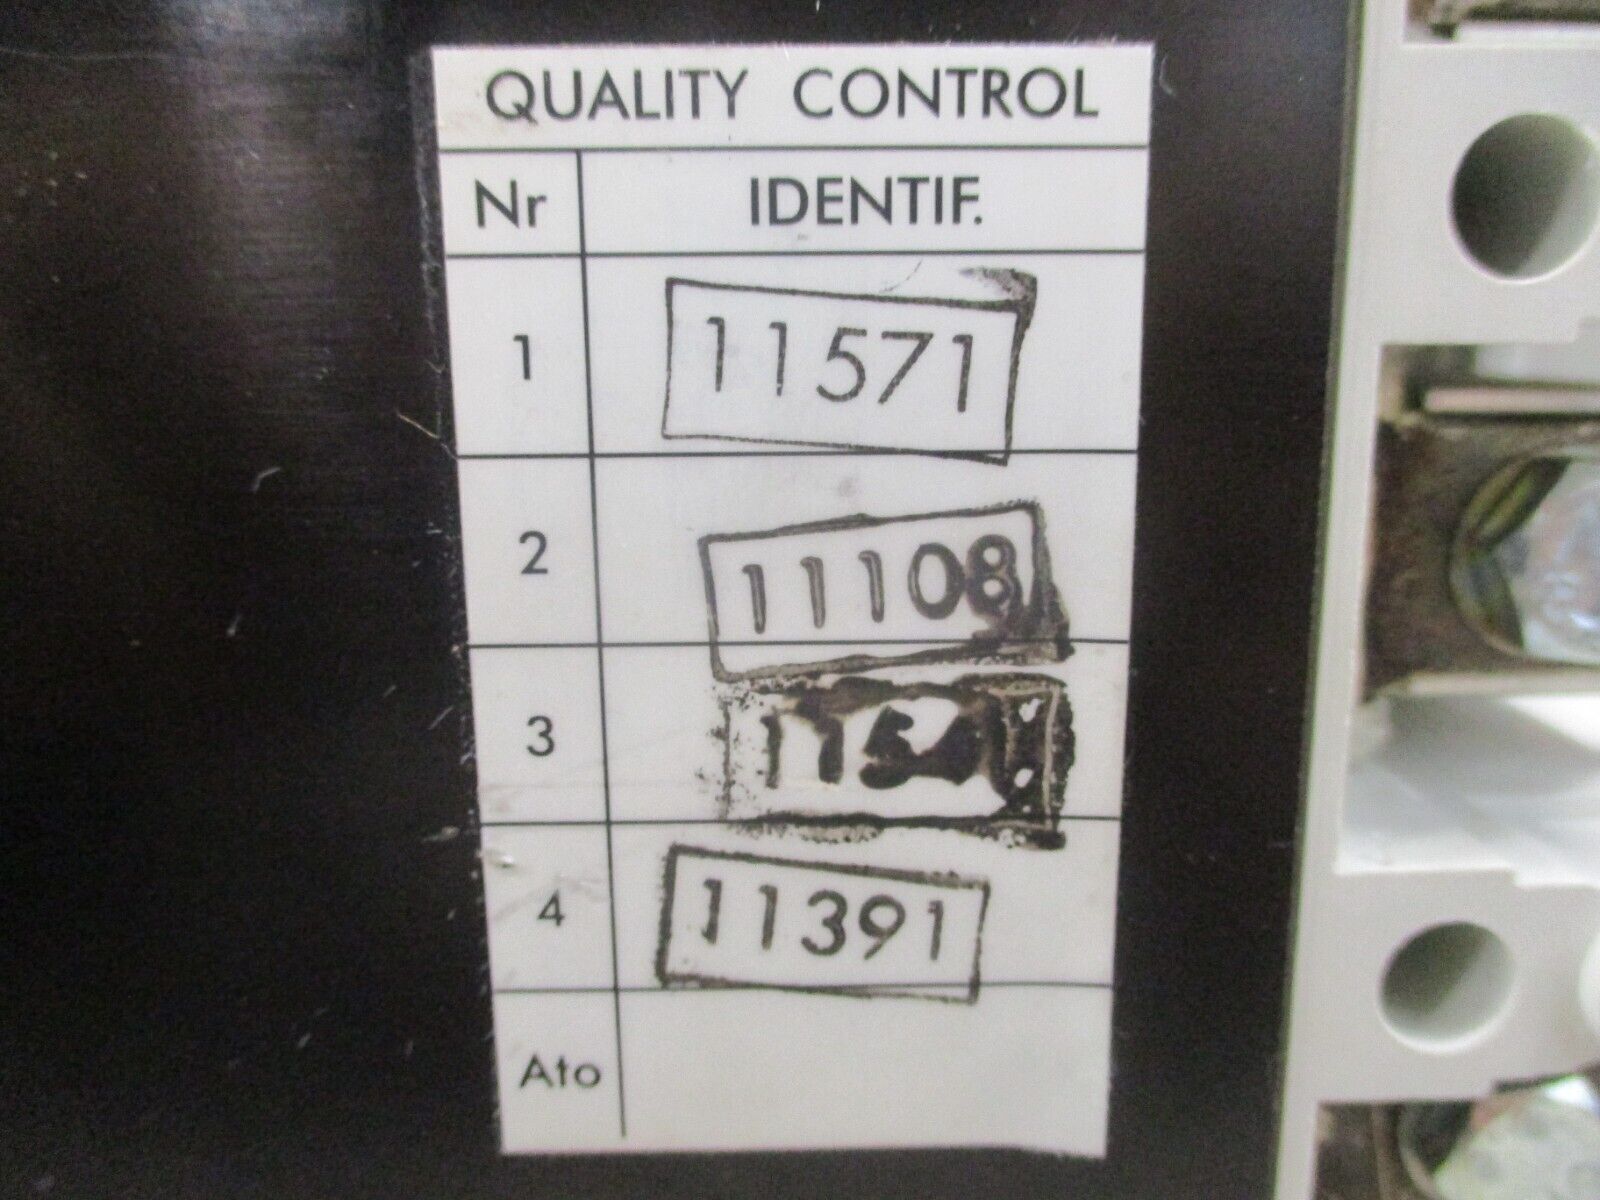 QUALITY CONTROL
Nr IDENTIF.
1 11571
2 11108
3
4 11391
Ato